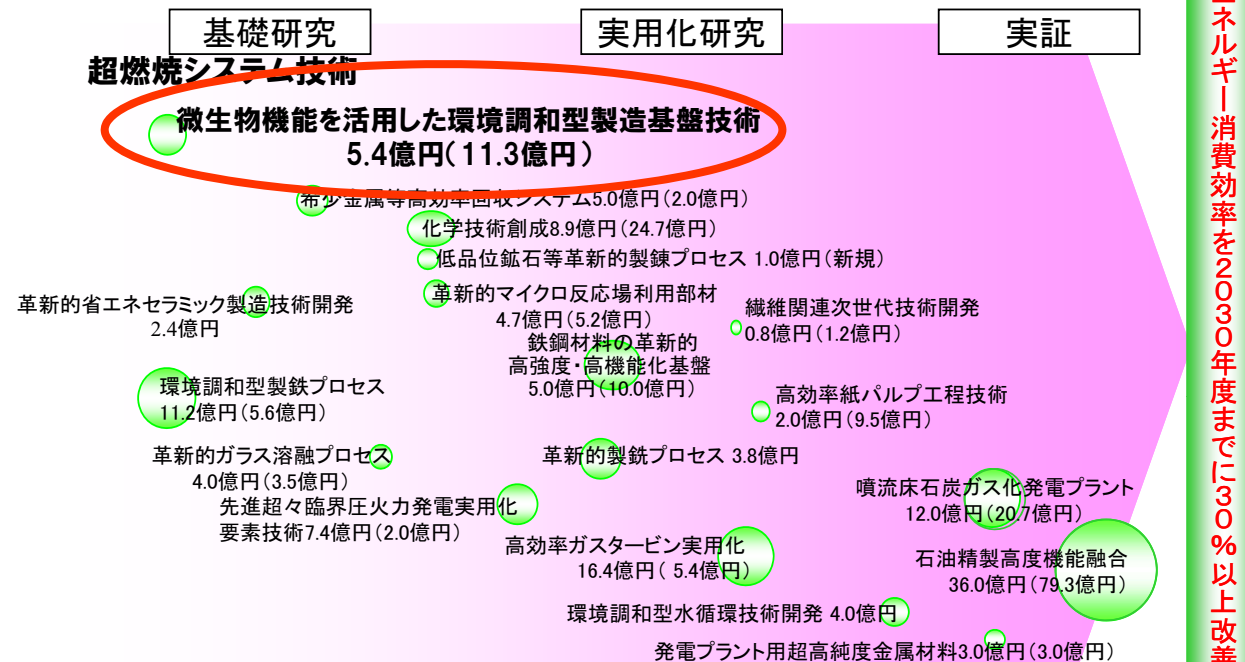 基礎研究
実用化研究
実証
超燃焼システム技術
微生物機能を活用した環境調和型製造基盤技術
5.4億円(11.3億円)
希少金属等高効率回収システム5.0億円(2.0億円)
化学技術創成8.9億円(24.7億円)
低品位鉱石等革新的製錬プロセス 1.0億円(新規)
革新的省エネセラミック製造技術開発
2.4億円
革新的マイクロ反応場利用部材
4.7億円(5.2億円)
繊維関連次世代技術開発
0.8億円(1.2億円)
鉄鋼材料の革新的
高強度・高機能化基盤
5.0億円(10.0億円)
環境調和型製鉄プロセス
11.2億円(5.6億円)
高効率紙パルプ工程技術
2.0億円(9.5億円)
革新的ガラス溶融プロセス
4.0億円(3.5億円)
革新的製銑プロセス 3.8億円
先進超々臨界圧火力発電実用化
要素技術7.4億円(2.0億円)
噴流床石炭ガス化発電プラント
12.0億円(20.7億円)
高効率ガスタービン実用化
16.4億円( 5.4億円)
石油精製高度機能融合
36.0億円(79.3億円)
環境調和型水循環技術開発 4.0億円
発電プラント用超高純度金属材料3.0億円(3.0億円)
ネルギー消費効率を2030年度までに30%以上改善